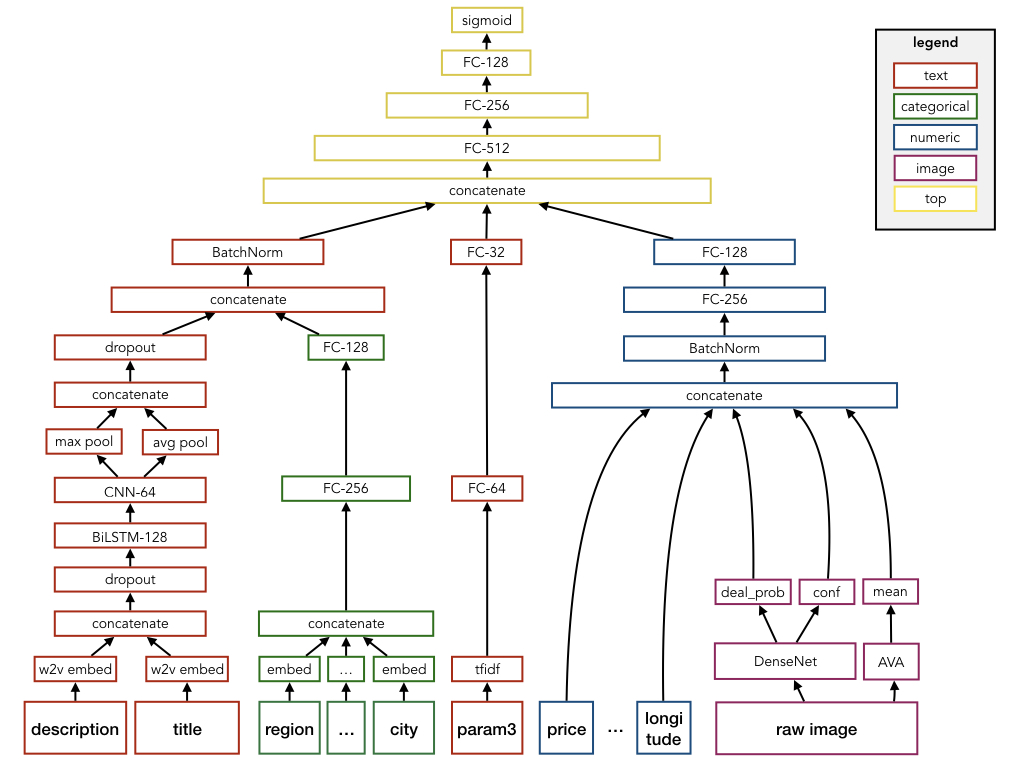 sigmoid
FC-128
FC-256
FC-512
concatenate
legend
text
categorical
numeric
image
top
BatchNorm
FC-32
FC-128
concatenate
FC-256
dropout
FC-128
BatchNorm
concatenate
concatenate
max pool
avg pool
CNN-64
FC-256
FC-64
BiLSTM-128
dropout
deal_prob
conf
mean
concatenate
concatenate
w2v embed
w2v embed
embed
...
embed
tfidf
DenseNet
AVA
description
title
region
...
city
param3
price
...
longi
tude
raw image